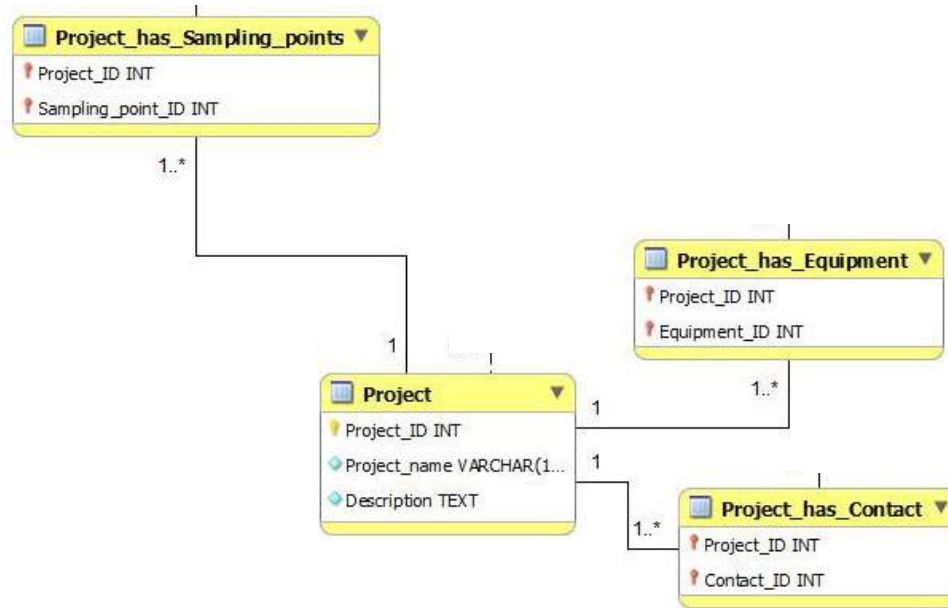 Project_has_Sampling_points
Project_ID INT
Sampling_point_ID INT
1..*
Project_has_Equipment
Project_ID INT
Equipment_ID INT
1
1..*
Project
1
Project_ID INT
1
Project_name VARCHAR(1...
Description TEXT
Project_has_Contact
1..*
Project_ID INT
Contact_ID INT